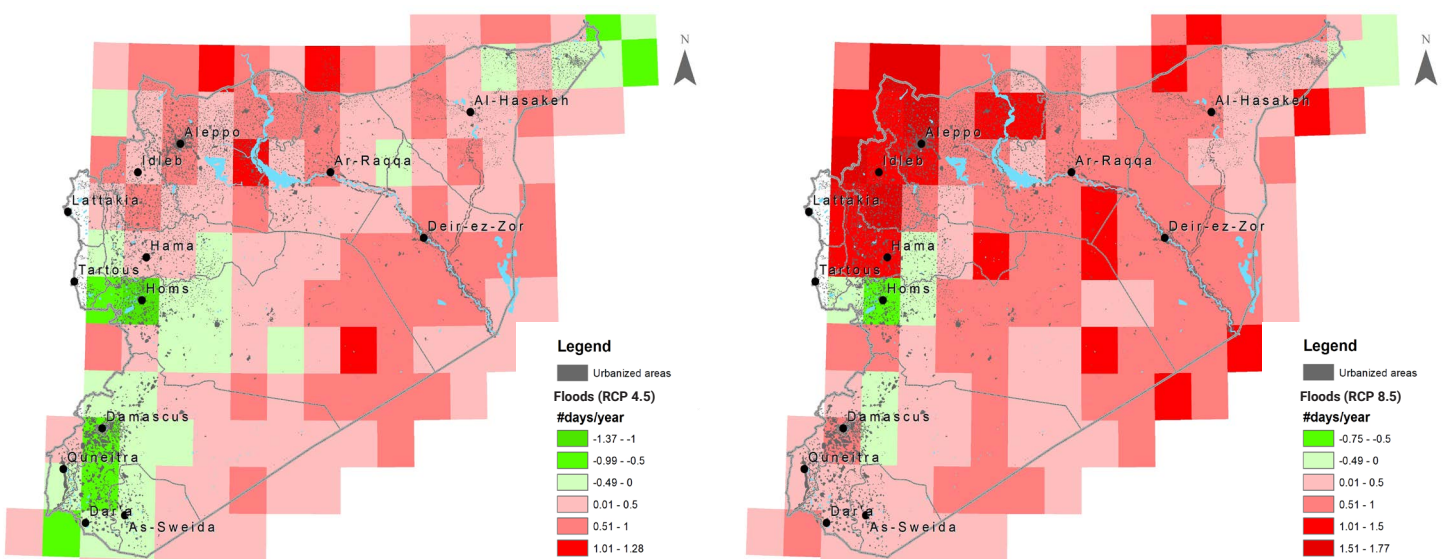 N
Al-Hasakeh
Aleppo
Idleb
Ar-Raqqa
Lattakia
Deir-ez-Zor
Hama
Tartous
Homs
Legend
Urbanized areas
Floods (RCP 4.5)
#days/year
-1.37 - -1
-0.99 - -0.5
-0.49 - 0
0.01 - 0.5
0.51 - 1
1.01 - 1.28
Damascus
Quneitra
Dar'a
As-Sweida
N
Al-Hasakeh
Aleppo
Idleb
Ar-Raqqa
Lattakia
Deir-ez-Zor
Hama
Tartous
Homs
Legend
Urbanized areas
Floods (RCP 8.5)
#days/year
-0.75 - -0.5
-0.49 - 0
0.01 - 0.5
0.51 - 1
1.01 - 1.5
1.51 - 1.77
Damascus
Quneitra
Dar'a
As-Sweida